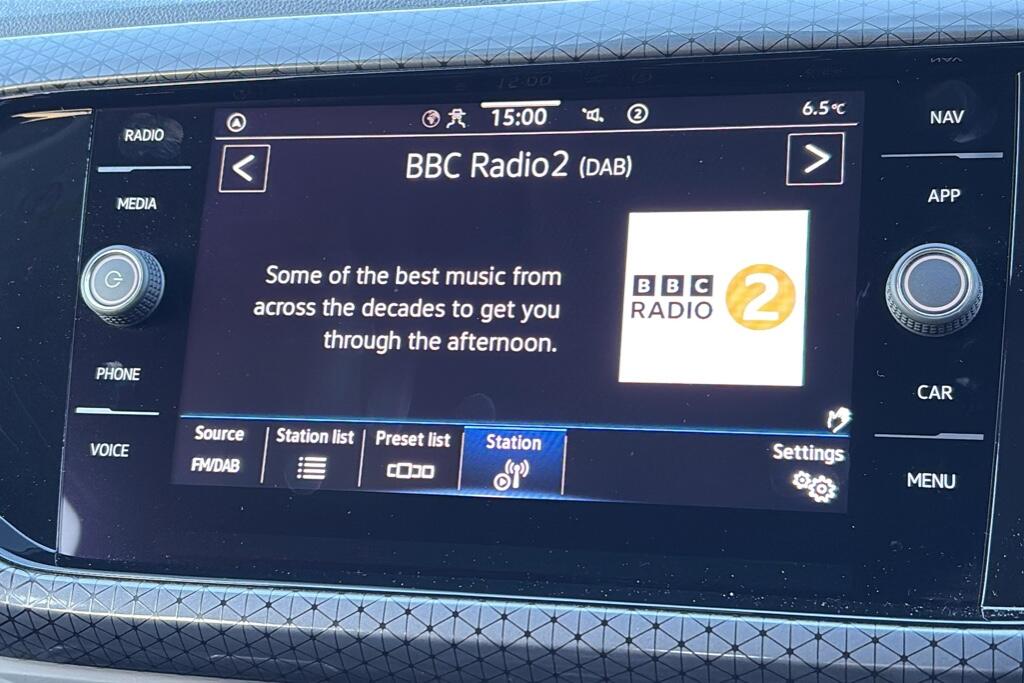 RADIO
MEDIA
PHONE
VOICE
15:00
2
6.5°C
<
BBC Radio2 (DAB)
>
Some of the best music from
across the decades to get you
through the afternoon.
BBC
RADIO
2
Source
FM/DAB
Station list
Preset list
Station
Settings
NAV
APP
CAR
MENU